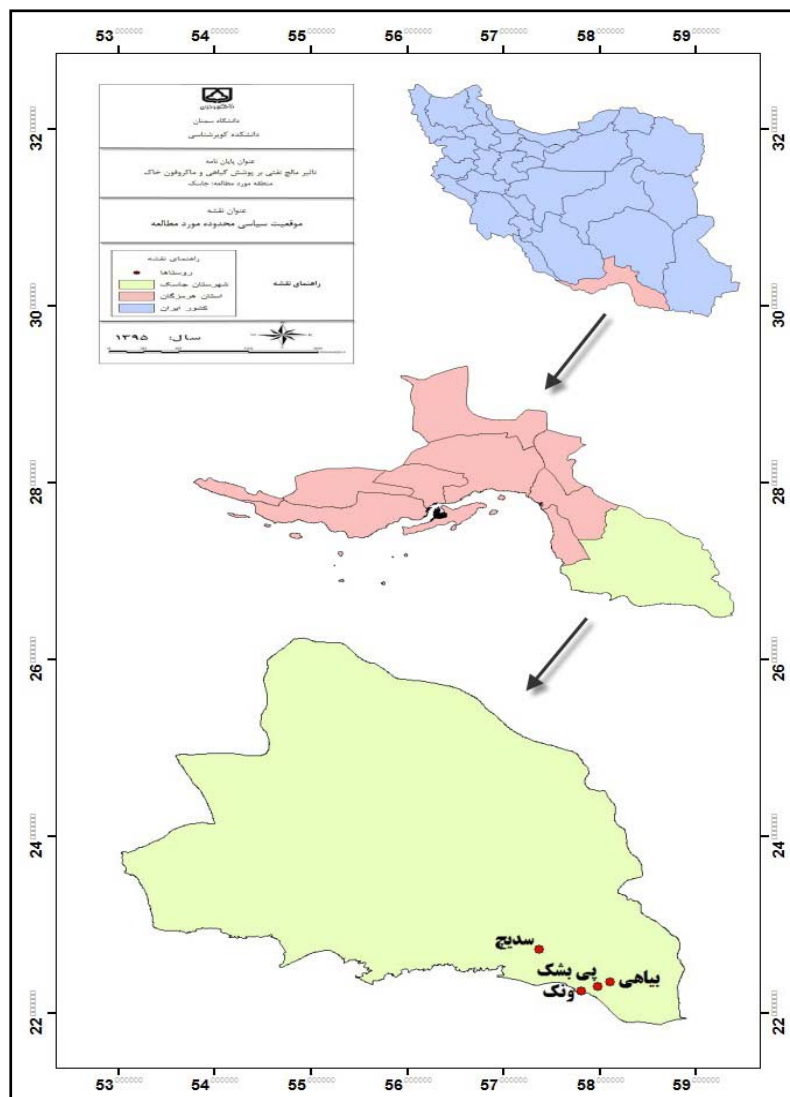 53 54 55 56 57 58 59
دانشگاه سمنان
دانشکده کویرشناسی
عنوان پایان نامه
تاثیر مالچ نفتی بر پوشش گیاهی و ماکروفون خاک
منطقه مورد مطالعه: جاسک
عنوان نقشه
موقعیت سیاسی محدوده مورد مطالعه
راهنمای نقشه
راهنمای نقشه
روستاها
شهرستان جاسک
استان هرمزگان
کشور ایران
سال: ۱۳۹۵
32 32
30 30
28 28
26 26
24 24
22 22
سدیچ
پی بشک
بیاهی
ونک
53 54 55 56 57 58 59